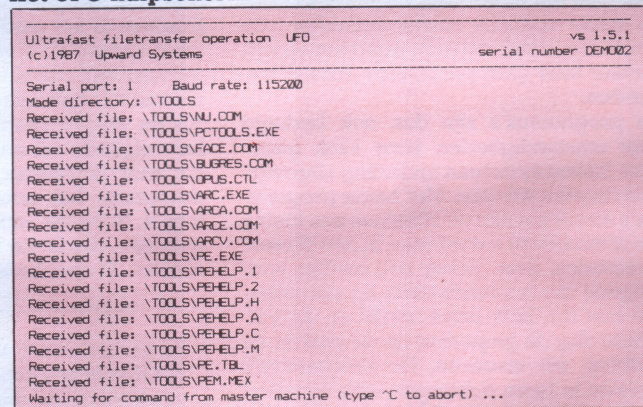 Ultrafast filetransfer operation UFO vs 1.5.1
(c)1987 Upward Systems serial number DEMO02
Serial port: 1 Baud rate: 115200
Made directory: \TOOLS
Received file: \TOOLS\NU.COM
Received file: \TOOLS\PCTOOLS.EXE
Received file: \TOOLS\FACE.COM
Received file: \TOOLS\BUGRES.COM
Received file: \TOOLS\OPUS.CTL
Received file: \TOOLS\ARC.EXE
Received file: \TOOLS\ARCA.COM
Received file: \TOOLS\ARCE.COM
Received file: \TOOLS\ARCV.COM
Received file: \TOOLS\PE.EXE
Received file: \TOOLS\PEHELP.1
Received file: \TOOLS\PEHELP.2
Received file: \TOOLS\PEHELP.H
Received file: \TOOLS\PEHELP.A
Received file: \TOOLS\PEHELP.C
Received file: \TOOLS\PEHELP.M
Received file: \TOOLS\PE.TBL
Received file: \TOOLS\PEM.MEX
Waiting for command from master machine (type ^C to abort) ...